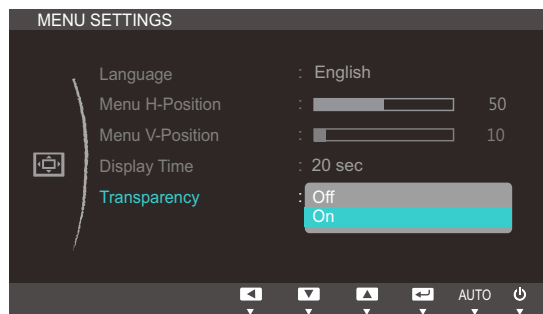 MENU SETTINGS
Language : English
Menu H-Position : 50
Menu V-Position : 10
Display Time : 20 sec
Transparency : Off
On
AUTO